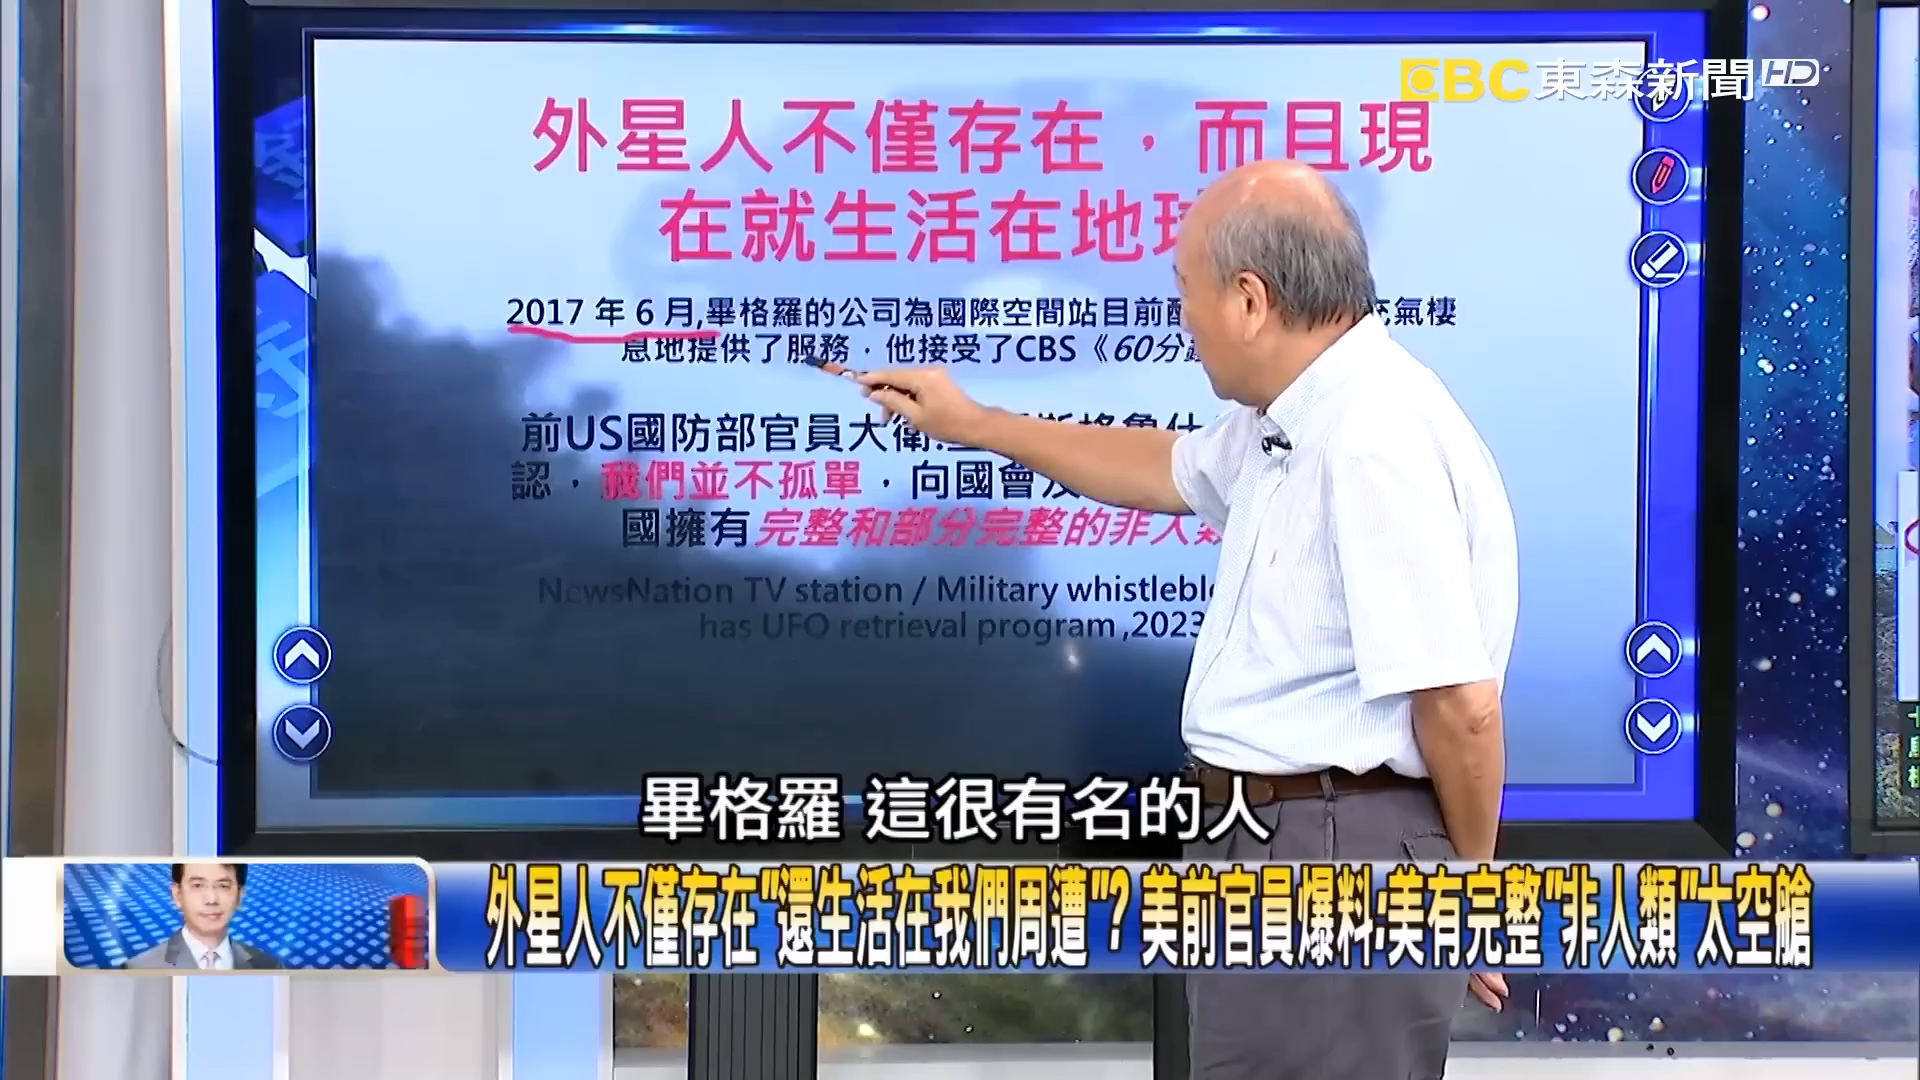 EBC東森新聞HD
外星人不僅存在，而且現
在就生活在地
2017 年 6 月,畢格羅的公司為國際空間站目前
充氣棲
息地提供了服務，他接受了CBS《60分
前US國防部官員大衛
認，我們並不孤單，向國會及
國擁有完整和部分完整的非人
NewsNation TV station / Military whistlebl
has UFO retrieval program ,2023
畢格羅 這很有名的人
外星人不僅存在"還生活在我們周遭"? 美前官員爆料:美有完整"非人類"太空艙